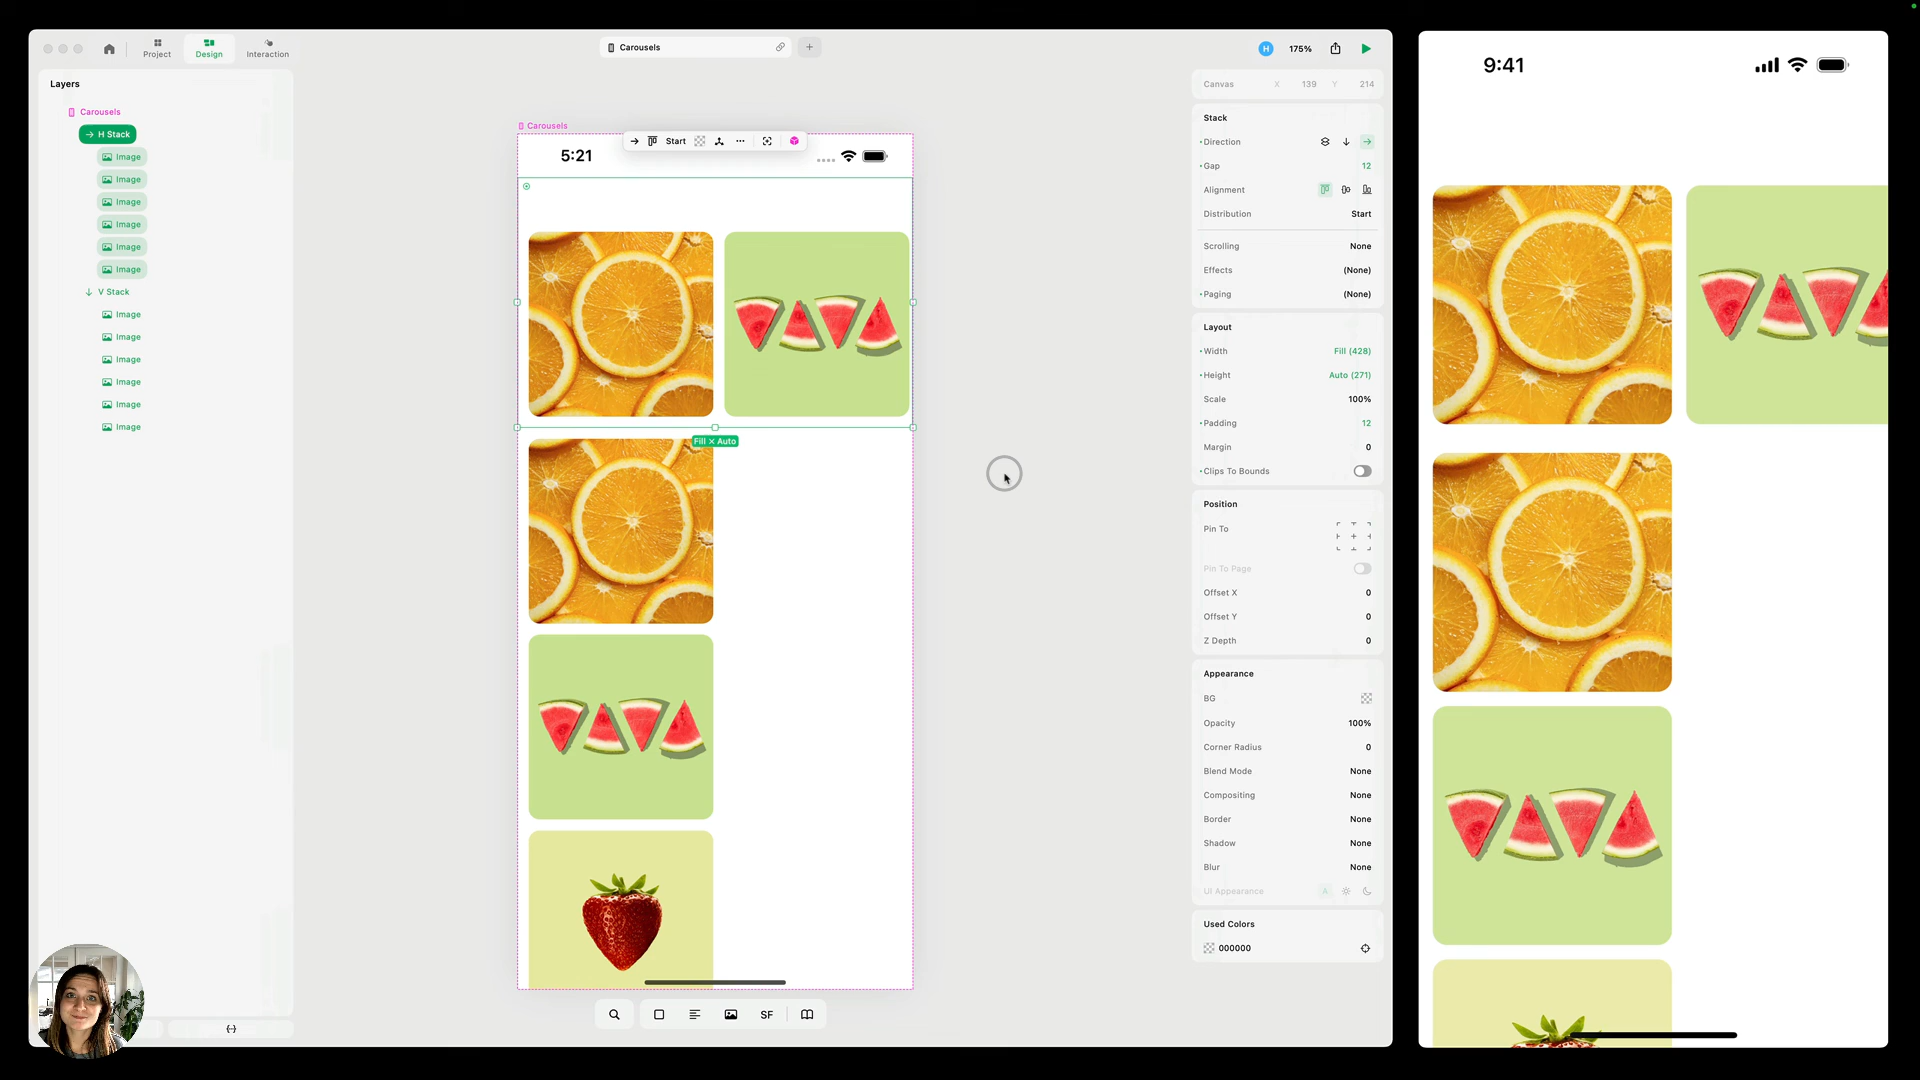 Project
Design
Interaction
Carousels
H
175%
Layers
Carousels
H Stack
Image
Image
Image
Image
Image
Image
V Stack
Image
Image
Image
Image
Image
Image
Carousels
Start
5:21
Fill × Auto
SF
Canvas X 139 Y 214
Stack
Direction
Gap 12
Alignment
Distribution Start
Scrolling None
Effects (None)
Paging (None)
Layout
Width Fill (428)
Height Auto (271)
Scale 100%
Padding 12
Margin 0
Clips To Bounds
Position
Pin To
Pin To Page
Offset X 0
Offset Y 0
Z Depth 0
Appearance
BG
Opacity 100%
Corner Radius 0
Blend Mode None
Compositing None
Border None
Shadow None
Blur None
UI Appearance A
Used Colors
000000
9:41